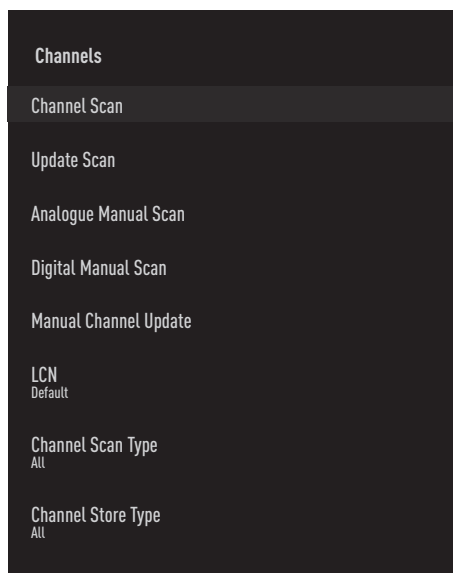 Channels
Channel Scan
Update Scan
Analogue Manual Scan
Digital Manual Scan
Manual Channel Update
LCN
Default
Channel Scan Type
All
Channel Store Type
All